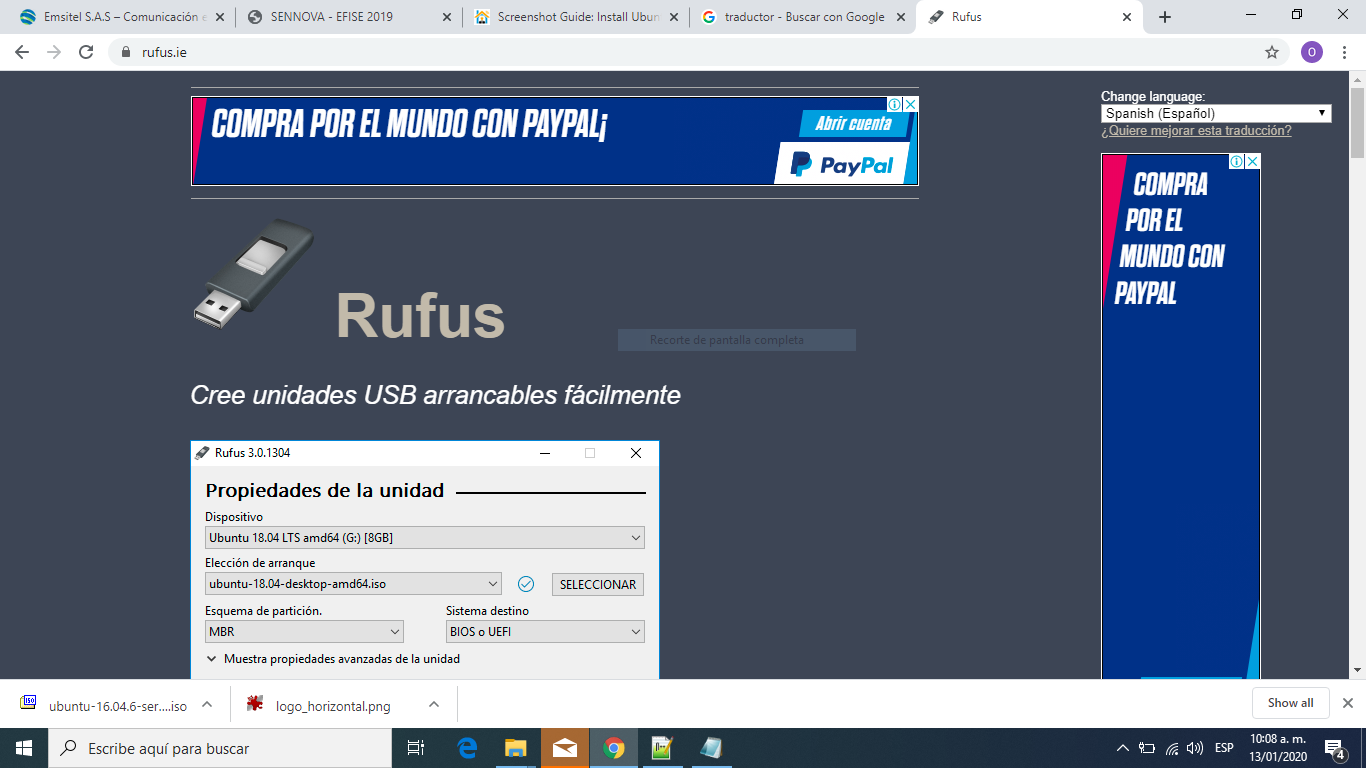 Emsitel S.A.S – Comunicación e
SENNOVA - EFISE 2019
Screenshot Guide: Install Ubun
traductor - Buscar con Google
Rufus
rufus.ie
O
COMPRA POR EL MUNDO CON PAYPAL¡
Abrir cuenta
PayPal
Change language:
Spanish (Español)
¿Quiere mejorar esta traducción?
COMPRA
POR EL
MUNDO CON
PAYPAL
Rufus
Recorte de pantalla completa
Cree unidades USB arrancables fácilmente
Rufus 3.0.1304
Propiedades de la unidad
Dispositivo
Ubuntu 18.04 LTS amd64 (G:) [8GB]
Elección de arranque
ubuntu-18.04-desktop-amd64.iso
SELECCIONAR
Esquema de partición.
Sistema destino
MBR
BIOS o UEFI
Muestra propiedades avanzadas de la unidad
ISO
ubuntu-16.04.6-ser....iso
logo_horizontal.png
Show all
Escribe aquí para buscar
ESP
10:08 a. m.
13/01/2020
4